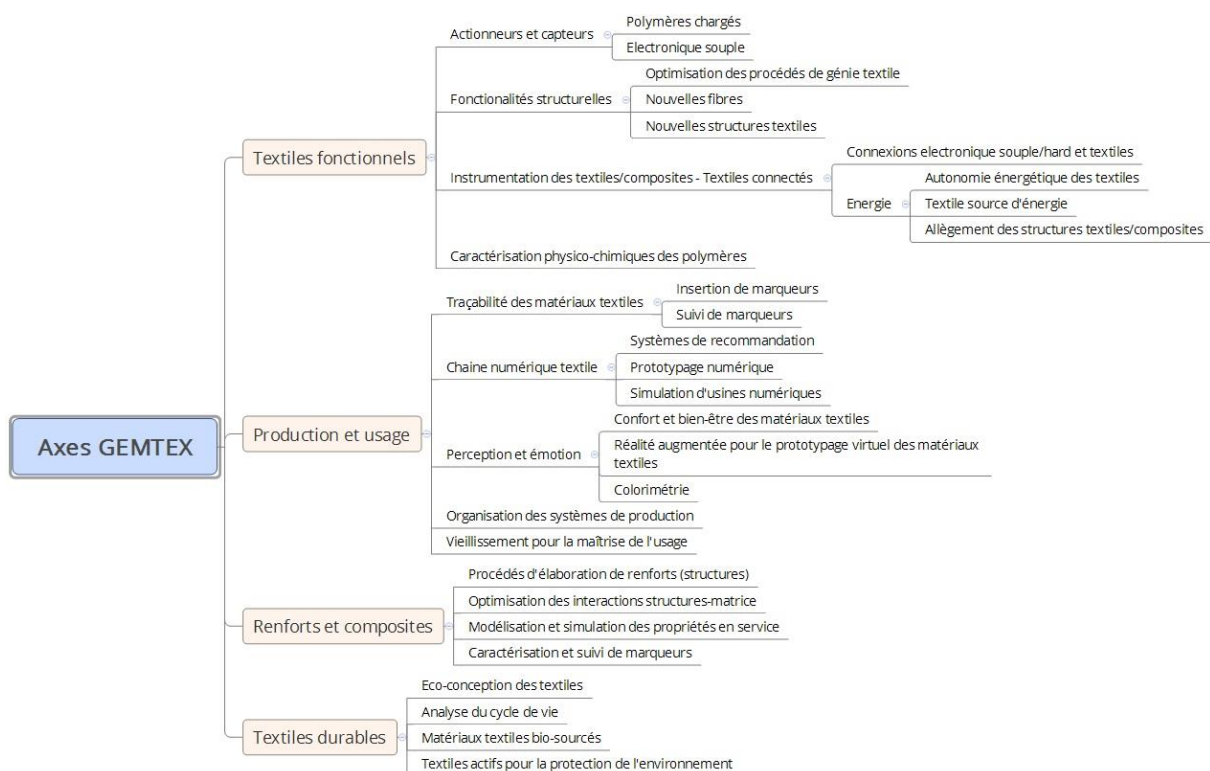 Axes GEMTEX
Textiles fonctionnels
Actionneurs et capteurs
Polymères chargés
Electronique souple
Fonctionalités structurelles
Optimisation des procédés de génie textile
Nouvelles fibres
Nouvelles structures textiles
Instrumentation des textiles/composites - Textiles connectés
Connexions electronique souple/hard et textiles
Energie
Autonomie énergétique des textiles
Textile source d'énergie
Allègement des structures textiles/composites
Caractérisation physico-chimiques des polymères
Production et usage
Traçabilité des matériaux textiles
Insertion de marqueurs
Suivi de marqueurs
Chaine numérique textile
Systèmes de recommandation
Prototypage numérique
Simulation d'usines numériques
Perception et émotion
Confort et bien-être des matériaux textiles
Réalité augmentée pour le prototypage virtuel des matériaux
textiles
Colorimétrie
Organisation des systèmes de production
Vieillissement pour la maîtrise de l'usage
Renforts et composites
Procédés d'élaboration de renforts (structures)
Optimisation des interactions structures-matrice
Modélisation et simulation des propriétés en service
Caractérisation et suivi de marqueurs
Textiles durables
Eco-conception des textiles
Analyse du cycle de vie
Matériaux textiles bio-sourcés
Textiles actifs pour la protection de l'environnement